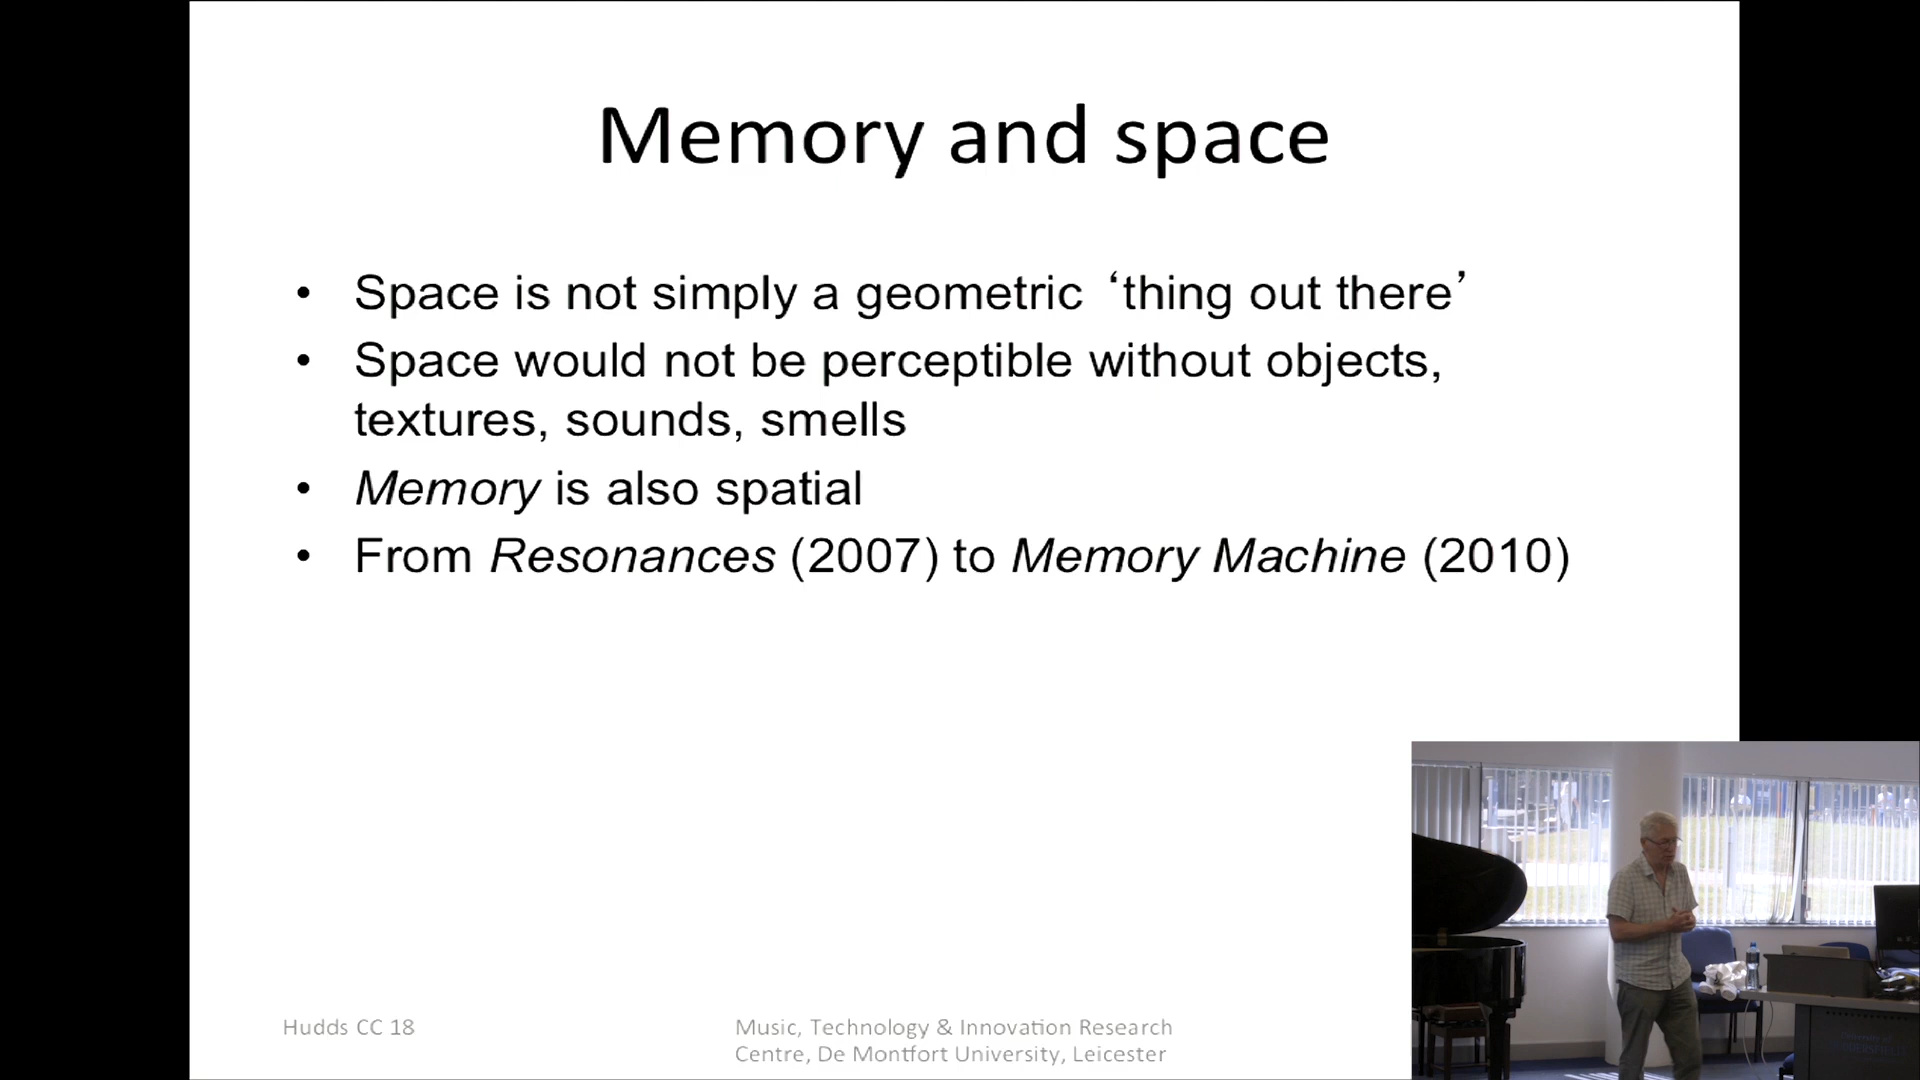 Memory and space
• Space is not simply a geometric ‘thing out there’
• Space would not be perceptible without objects,
textures, sounds, smells
• Memory is also spatial
• From Resonances (2007) to Memory Machine (2010)
Hudds CC 18
Music, Technology & Innovation Research
Centre, De Montfort University, Leicester